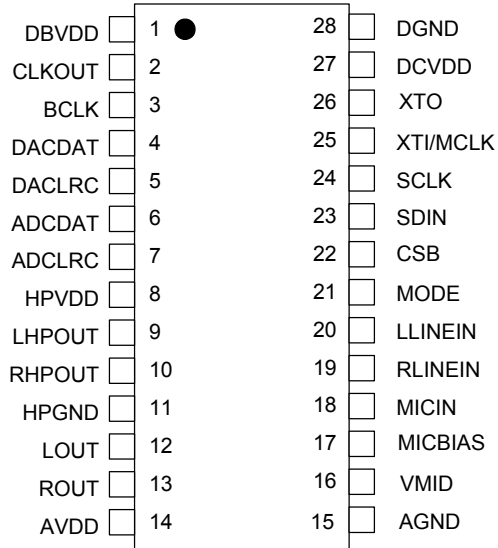 DBVDD 1 28 DGND
CLKOUT 2 27 DCVDD
BCLK 3 26 XTO
DACDAT 4 25 XTI/MCLK
DACLRC 5 24 SCLK
ADCDAT 6 23 SDIN
ADCLRC 7 22 CSB
HPVDD 8 21 MODE
LHPOUT 9 20 LLINEIN
RHPOUT 10 19 RLINEIN
HPGND 11 18 MICIN
LOUT 12 17 MICBIAS
ROUT 13 16 VMID
AVDD 14 15 AGND